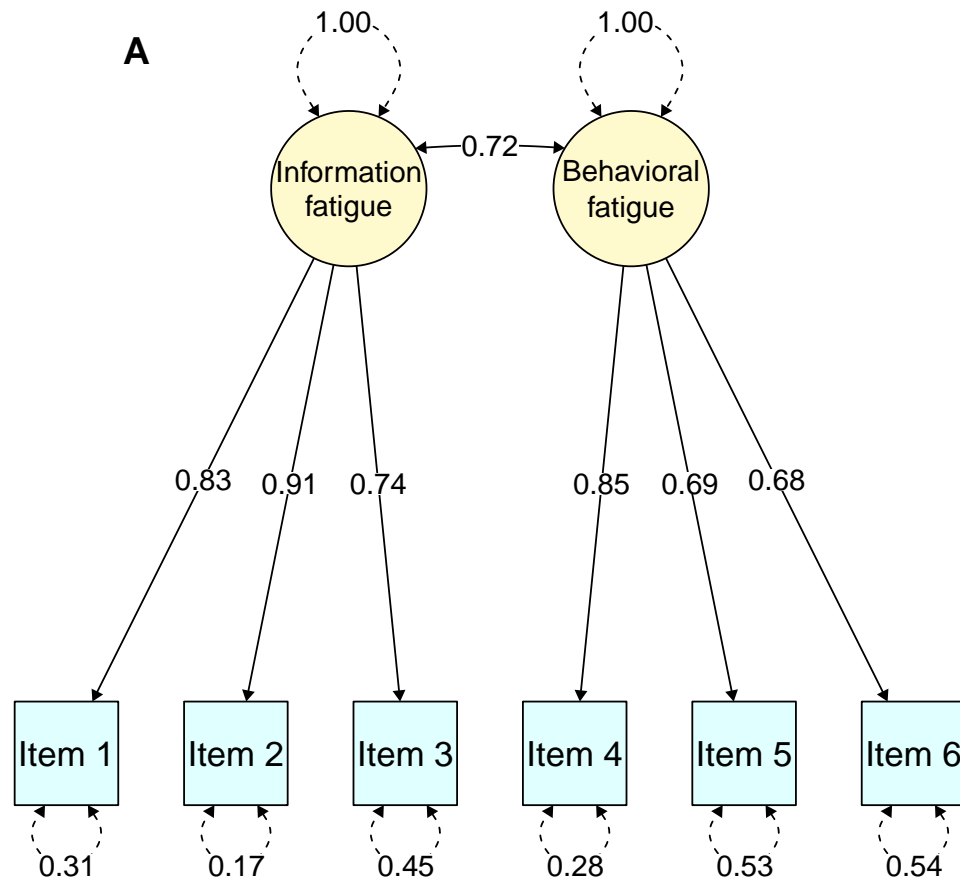 1.00 1.00
A
0.72
Information
fatigue
Behavioral
fatigue
0.83 0.91 0.74 0.85 0.69 0.68
Item 1 Item 2 Item 3 Item 4 Item 5 Item 6
0.31 0.17 0.45 0.28 0.53 0.54